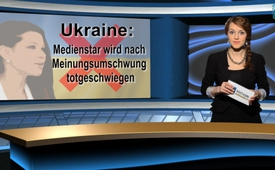 Ukraine:
Medienstar wird nach
Meinungsumschwung
totgeschwiegen